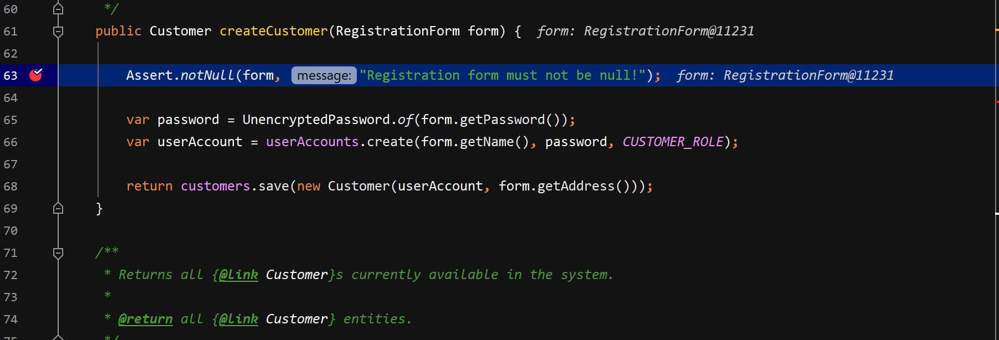 60 */
61 public Customer createCustomer(RegistrationForm form) { form: RegistrationForm@11231
62
63 Assert.notNull(form, message: "Registration form must not be null!"); form: RegistrationForm@11231
64
65 var password = UnencryptedPassword.of(form.getPassword());
66 var userAccount = userAccounts.create(form.getName(), password, CUSTOMER_ROLE);
67
68 return customers.save(new Customer(userAccount, form.getAddress()));
69 }
70
71 /**
72 * Returns all {@link Customer}s currently available in the system.
73 *
74 * @return all {@link Customer} entities.
75 */